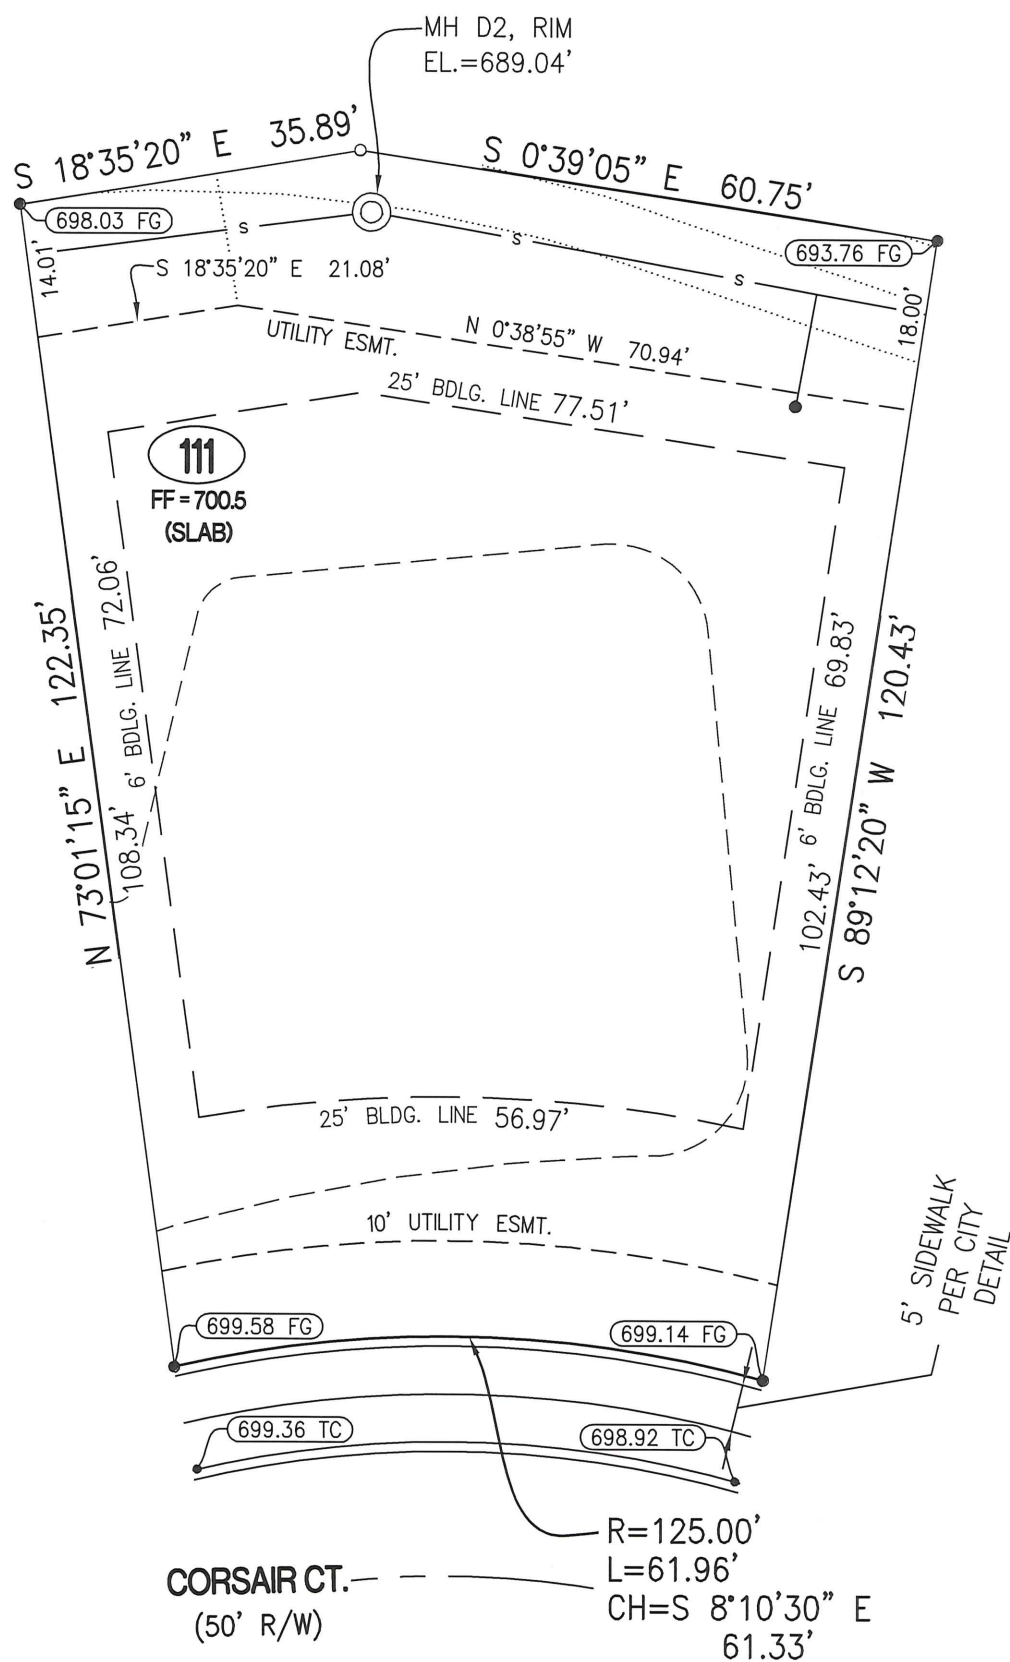 MH D2, RIM
EL.=689.04'
S 18°35'20" E 35.89'
S 0°39'05" E 60.75'
698.03 FG
S
S
S
693.76 FG
14.01'
S 18°35'20" E 21.08'
18.00'
UTILITY ESMT.
N 0°38'55" W 70.94'
25' BDLG. LINE 77.51'
111
FF=700.5
(SLAB)
N 73°01'15" E 122.35'
108.34'
6' BDLG. LINE 72.06'
6' BDLG. LINE 69.83'
102.43'
S 89°12'20" W 120.43'
25' BLDG. LINE 56.97'
10' UTILITY ESMT.
5' SIDEWALK
PER CITY
DETAIL
699.58 FG
699.14 FG
699.36 TC
698.92 TC
R=125.00'
L=61.96'
CH=S 8°10'30" E
61.33'
CORSAIR CT.
(50' R/W)